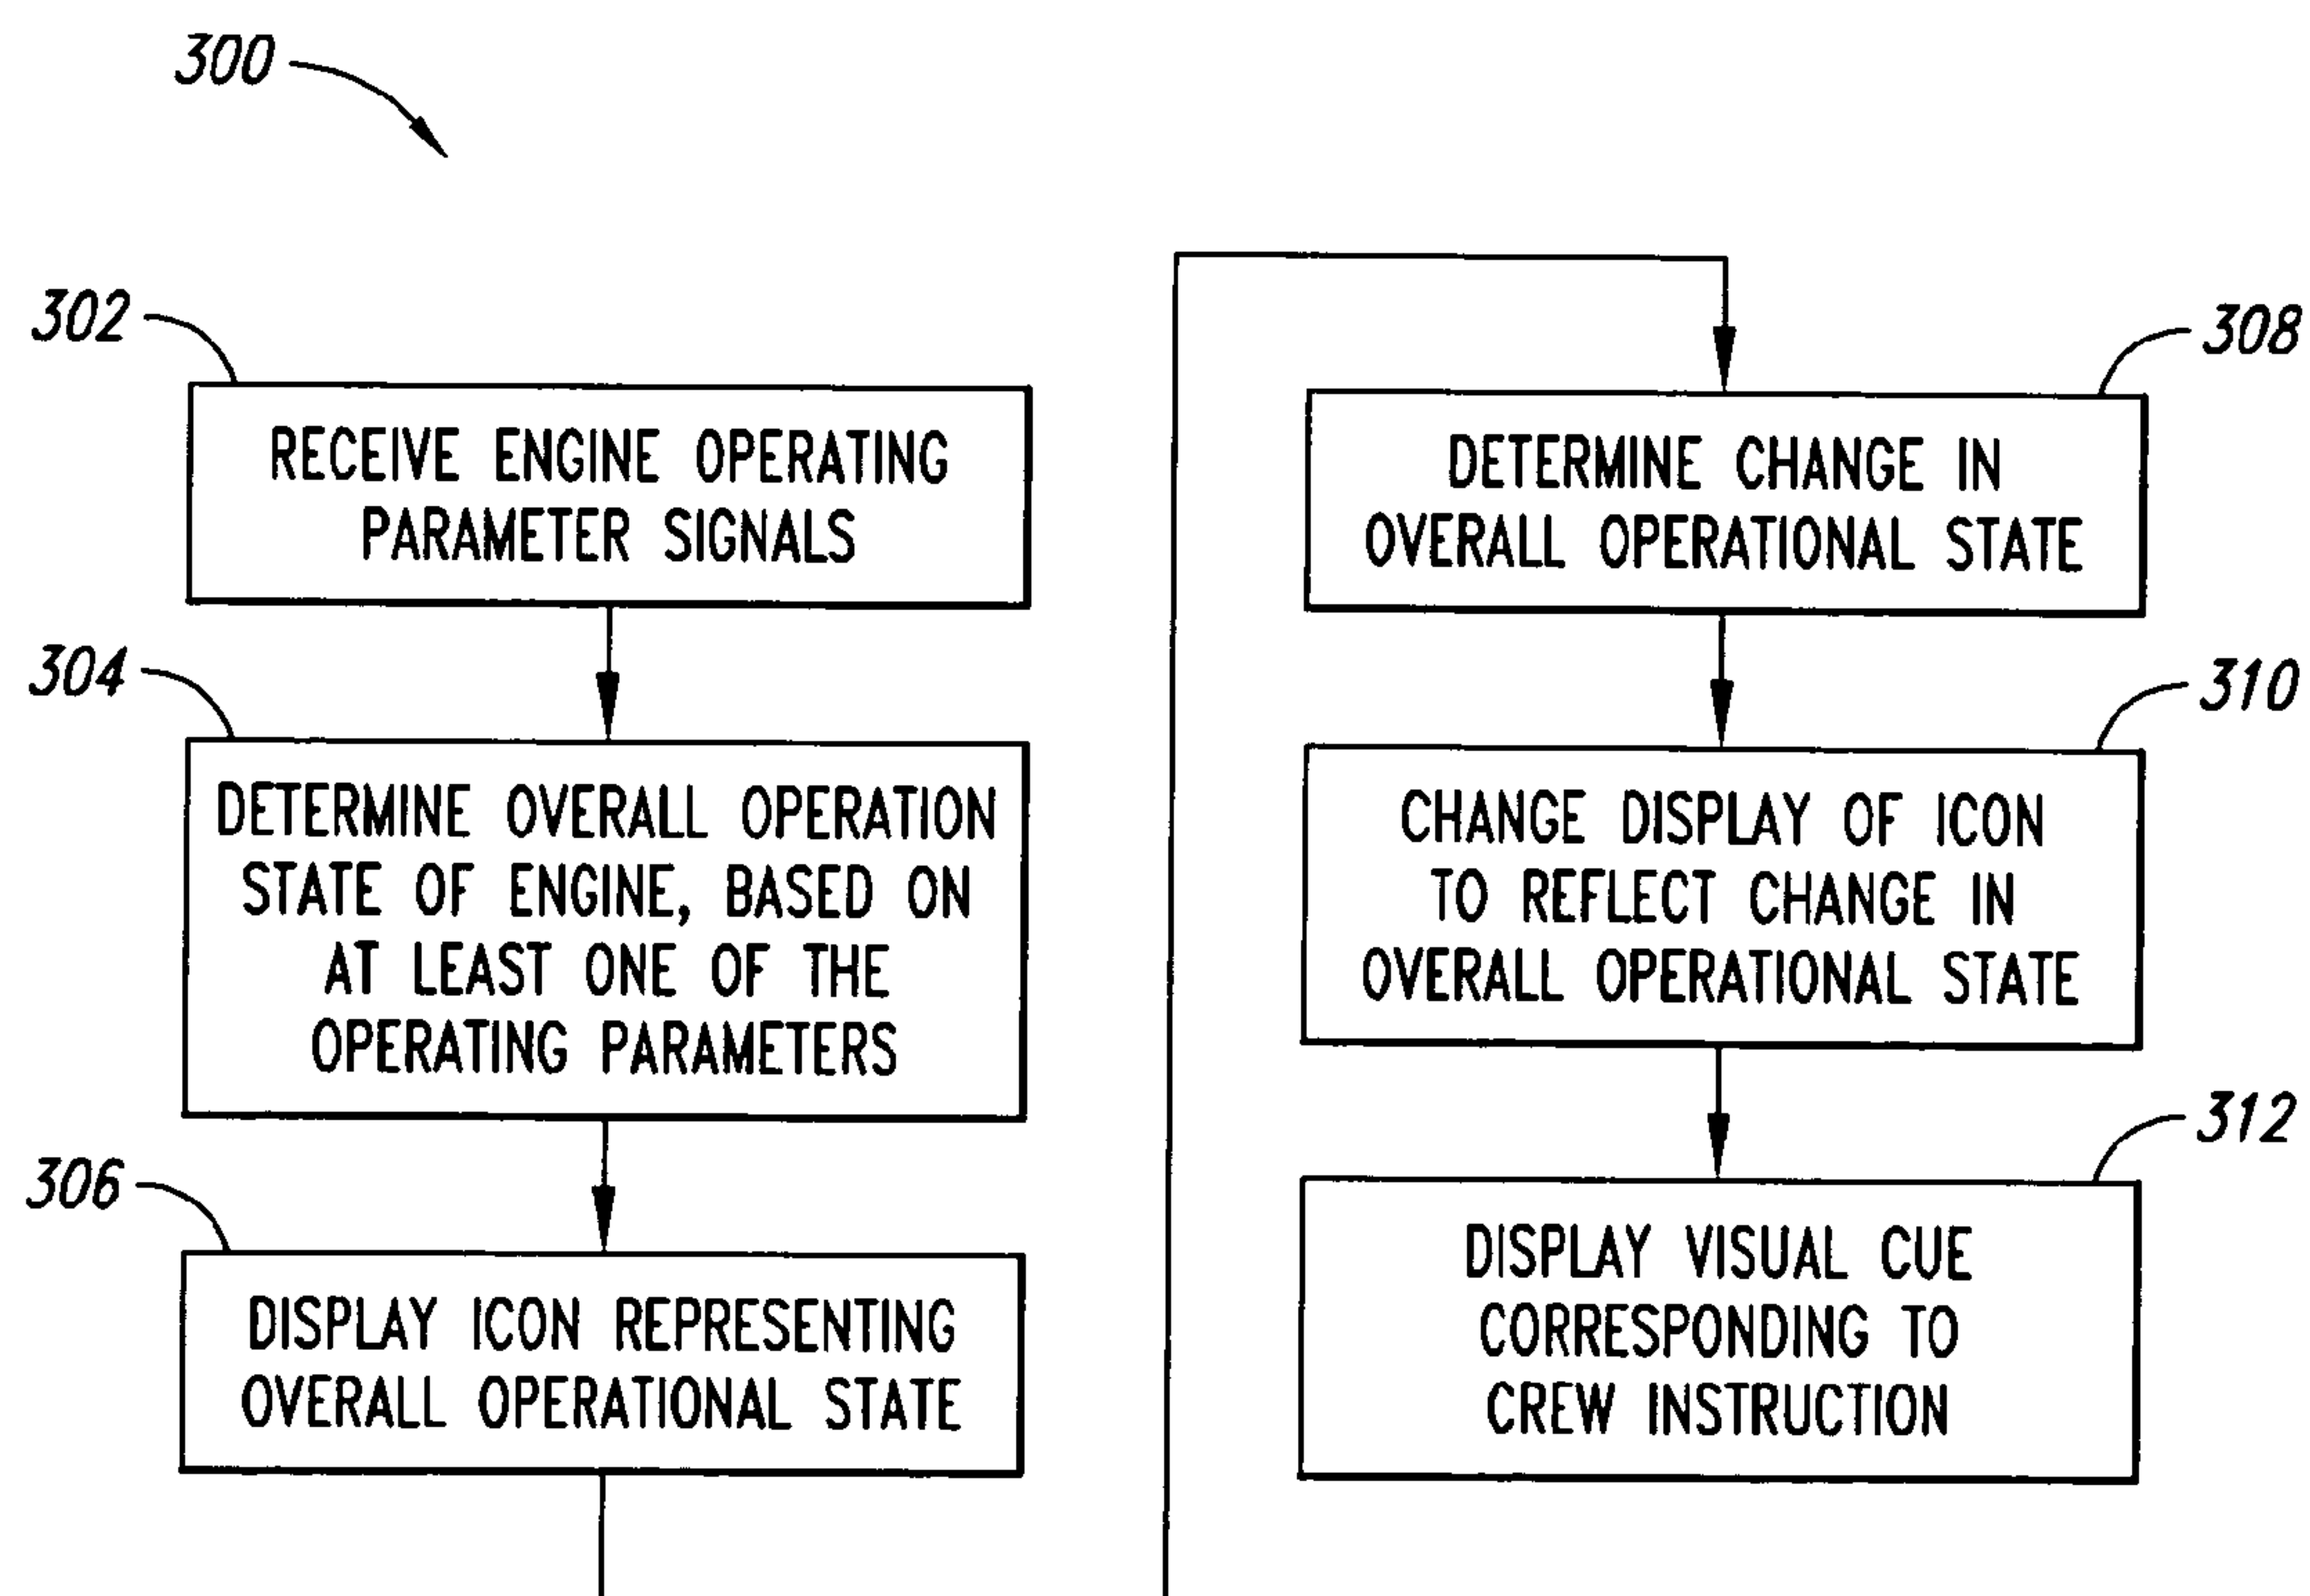 300
302
RECEIVE ENGINE OPERATING
PARAMETER SIGNALS
304
DETERMINE OVERALL OPERATION
STATE OF ENGINE, BASED ON
AT LEAST ONE OF THE
OPERATING PARAMETERS
306
DISPLAY ICON REPRESENTING
OVERALL OPERATIONAL STATE
308
DETERMINE CHANGE IN
OVERALL OPERATIONAL STATE
310
CHANGE DISPLAY OF ICON
TO REFLECT CHANGE IN
OVERALL OPERATIONAL STATE
312
DISPLAY VISUAL CUE
CORRESPONDING TO
CREW INSTRUCTION